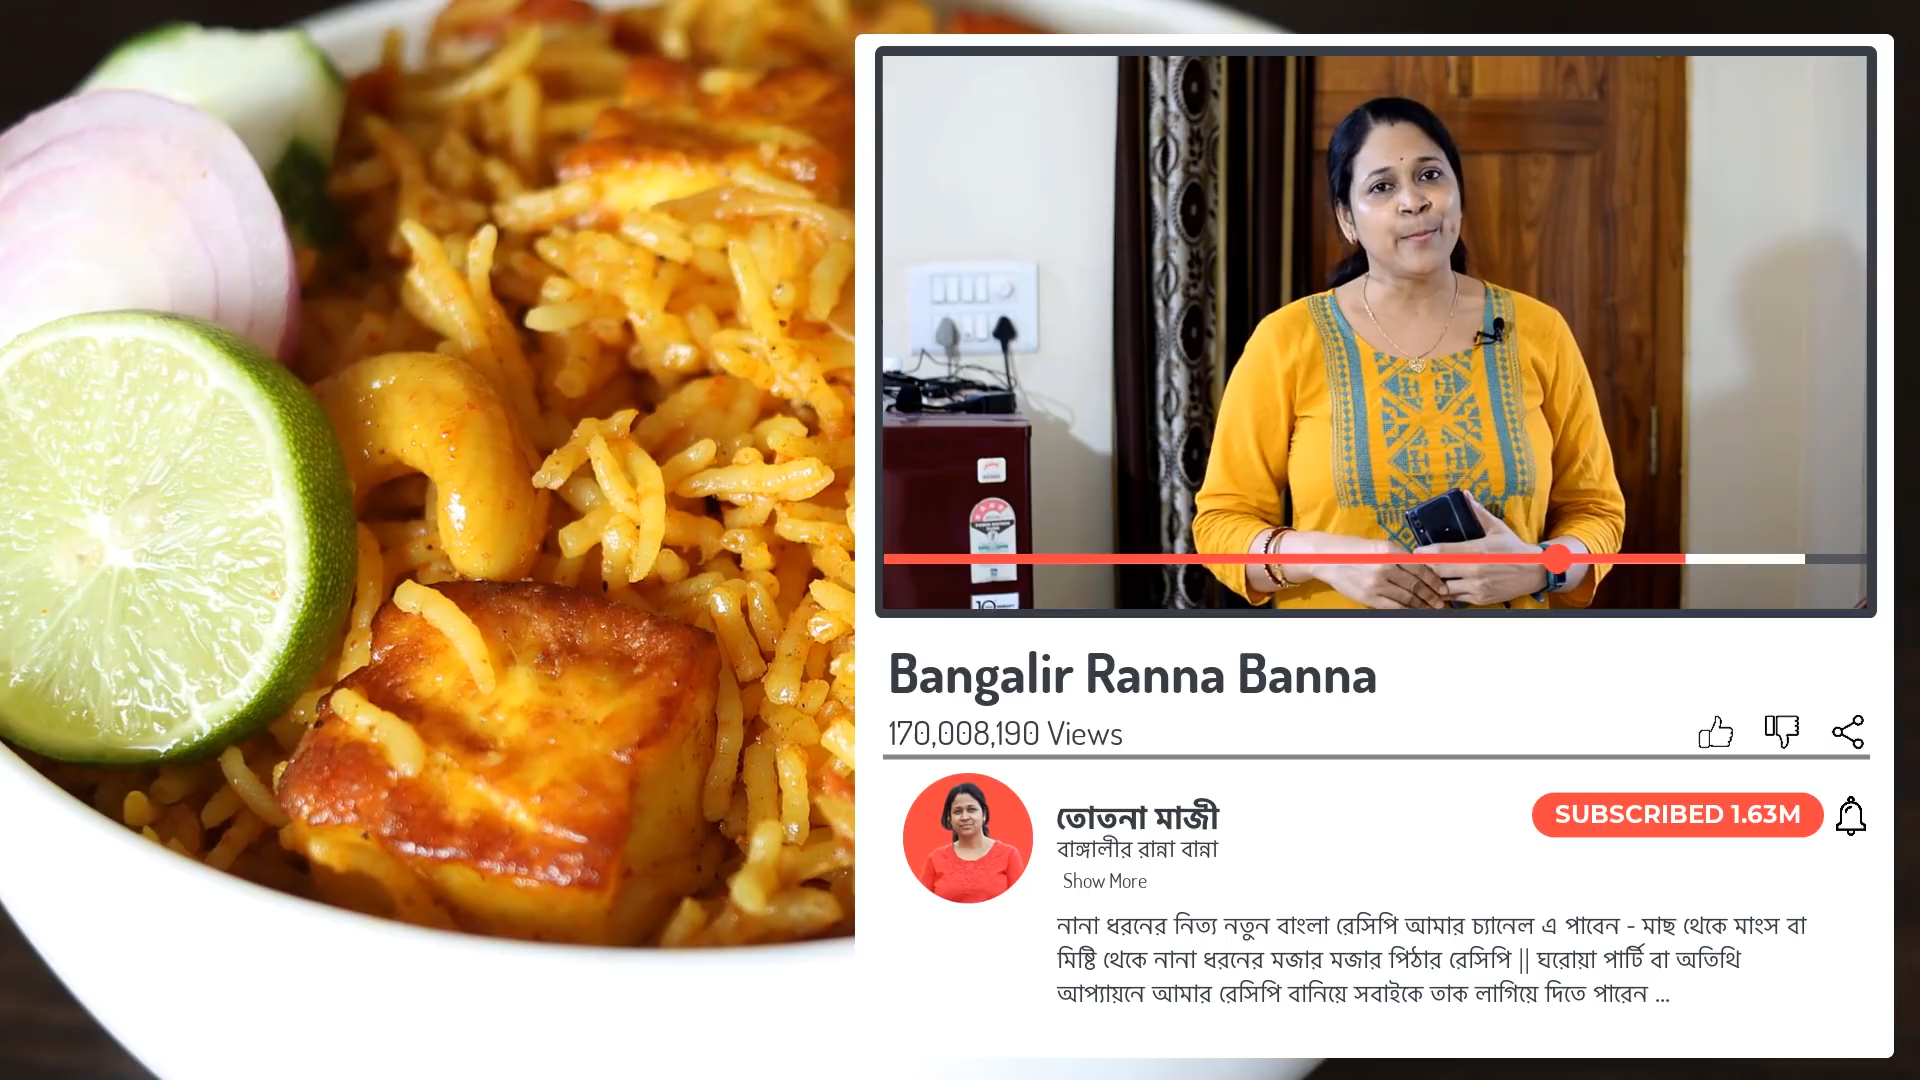 Bangalir Ranna Banna
170,008,190 Views
তোতনা মাজী
বাঙ্গালীর রান্না বান্না
Show More
SUBSCRIBED 1.63M
নানা ধরনের নিত্য নতুন বাংলা রেসিপি আমার চ্যানেল এ পাবেন - মাছ থেকে মাংস বা
মিষ্টি থেকে নানা ধরনের মজার মজার পিঠার রেসিপি || ঘরোয়া পার্টি বা অতিথি
আপ্যায়নে আমার রেসিপি বানিয়ে সবাইকে তাক লাগিয়ে দিতে পারেন ...